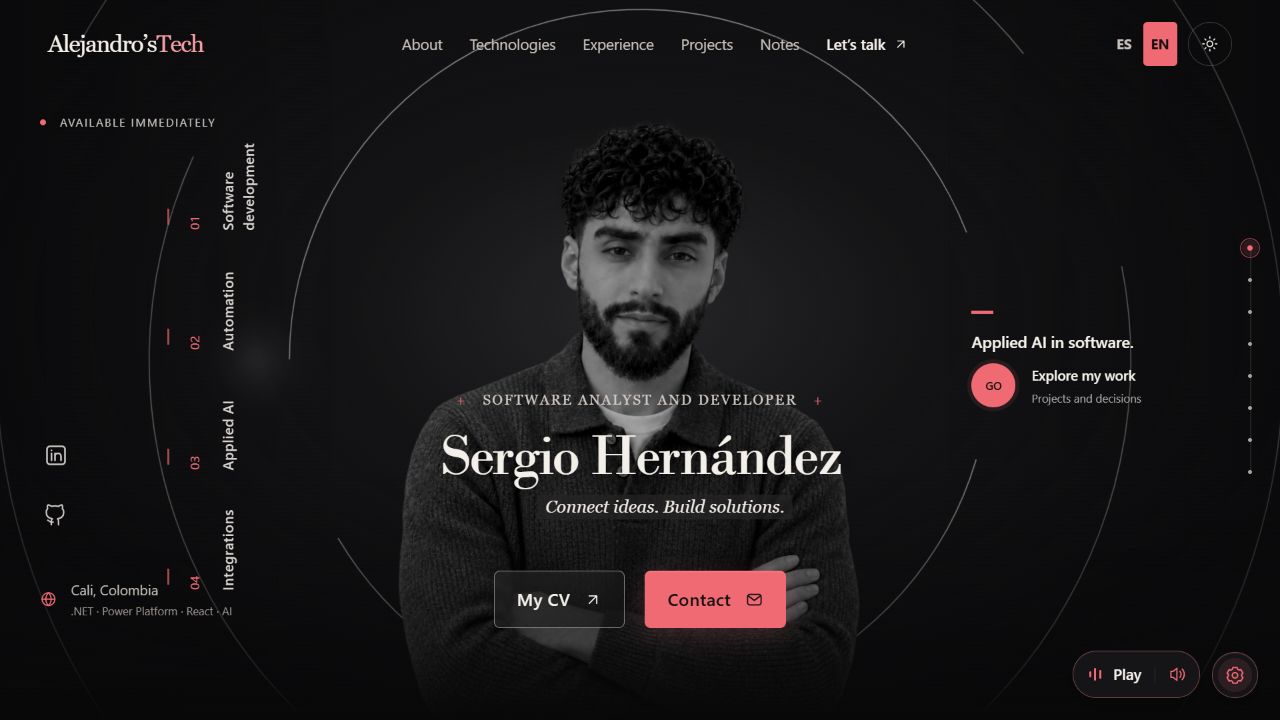 Alejandro'sTech
About
Technologies
Experience
Projects
Notes
Let's talk
ES
EN
AVAILABLE IMMEDIATELY
01
Software
development
02
Automation
03
Applied AI
04
Integrations
Cali, Colombia
.NET · Power Platform · React · AI
+ SOFTWARE ANALYST AND DEVELOPER +
Sergio Hernández
Connect ideas. Build solutions.
My CV
Contact
Applied AI in software.
GO
Explore my work
Projects and decisions
Play